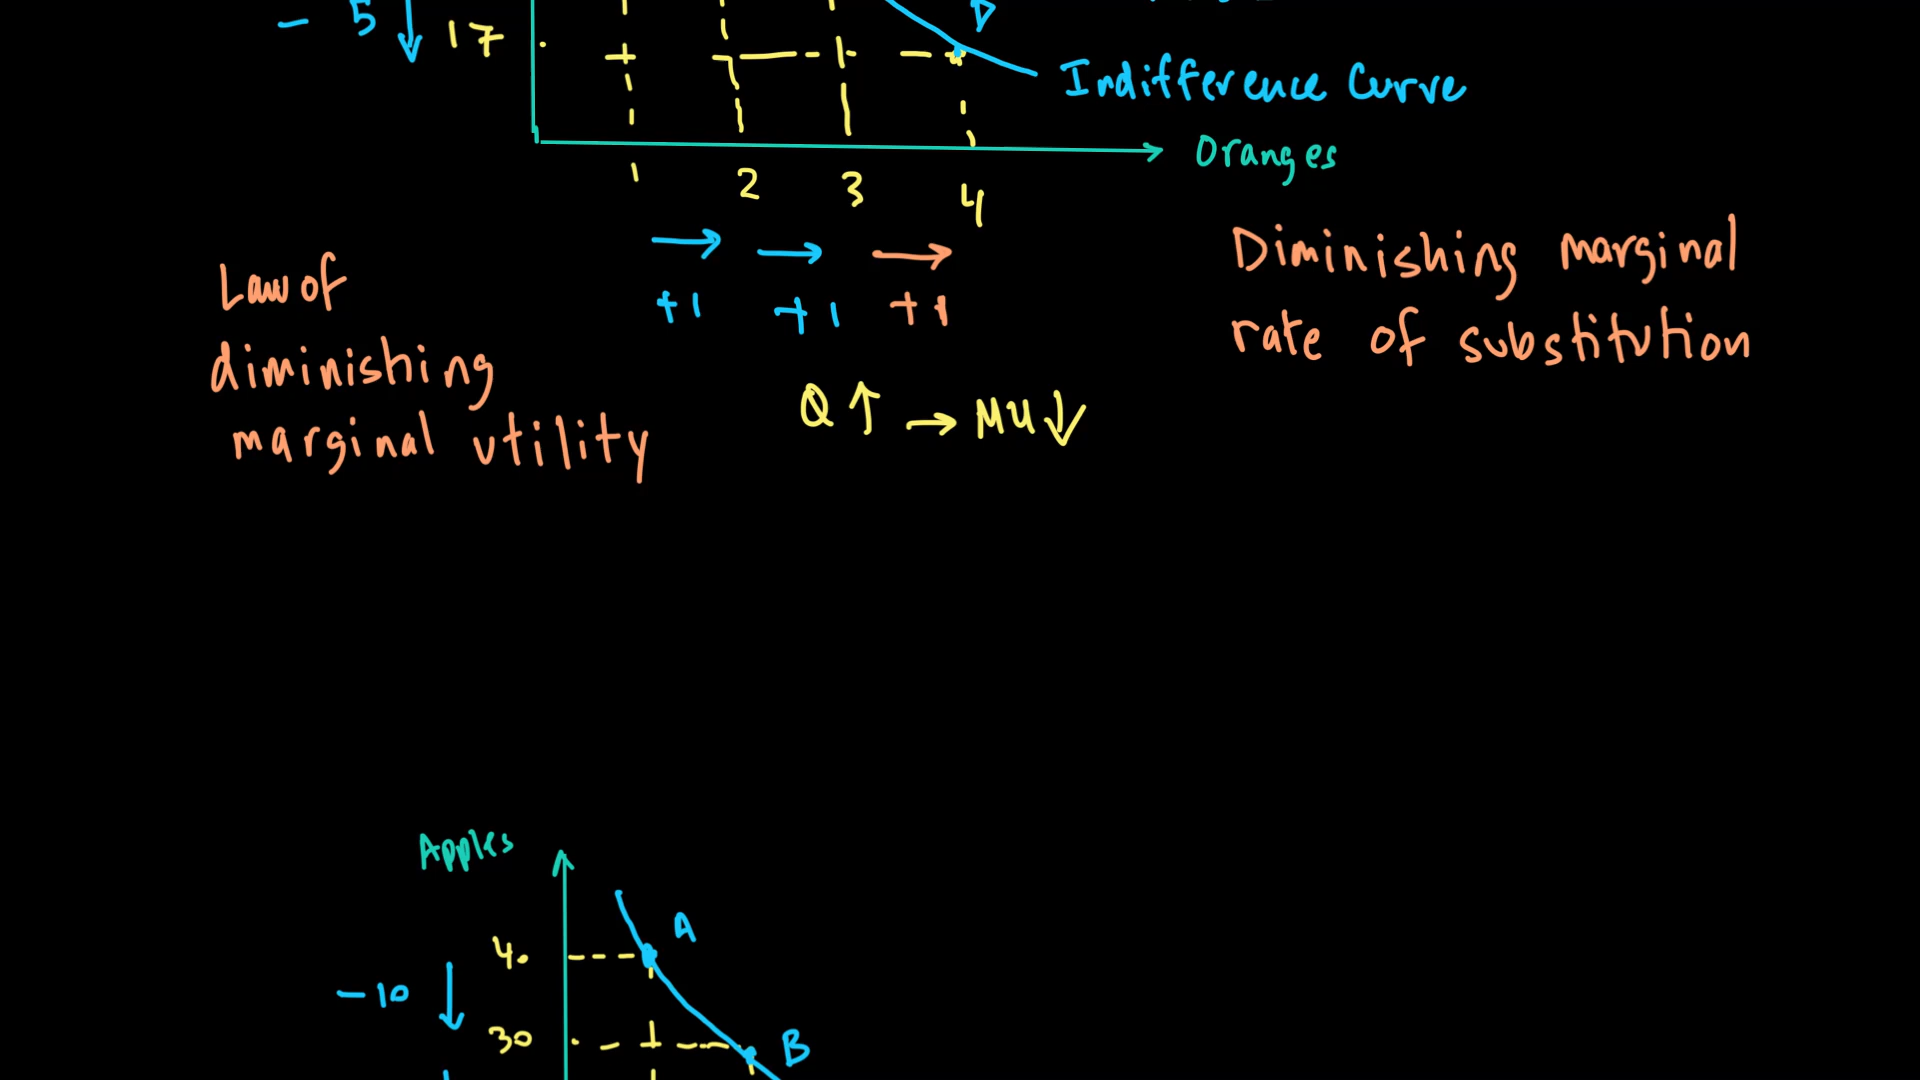 - 5 ↓ 17
D
Indifference Curve
Oranges
1 2 3 4
→ → →
+1 +1 +1
Diminishing marginal
rate of substitution
Law of
diminishing
marginal utility
Q ↑ → MU ↓
Apples
A
40
-10 ↓
30
B